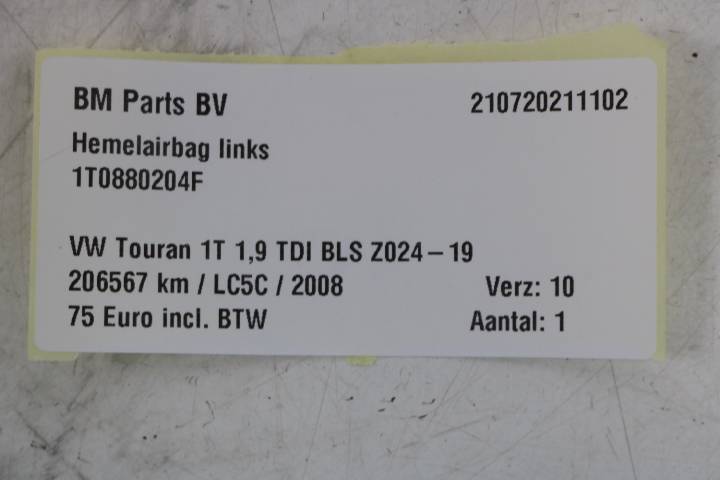 BM Parts BV 210720211102
Hemelairbag links
1T0880204F
VW Touran 1T 1,9 TDI BLS Z024-19
206567 km / LC5C / 2008 Verz: 10
75 Euro incl. BTW Aantal: 1